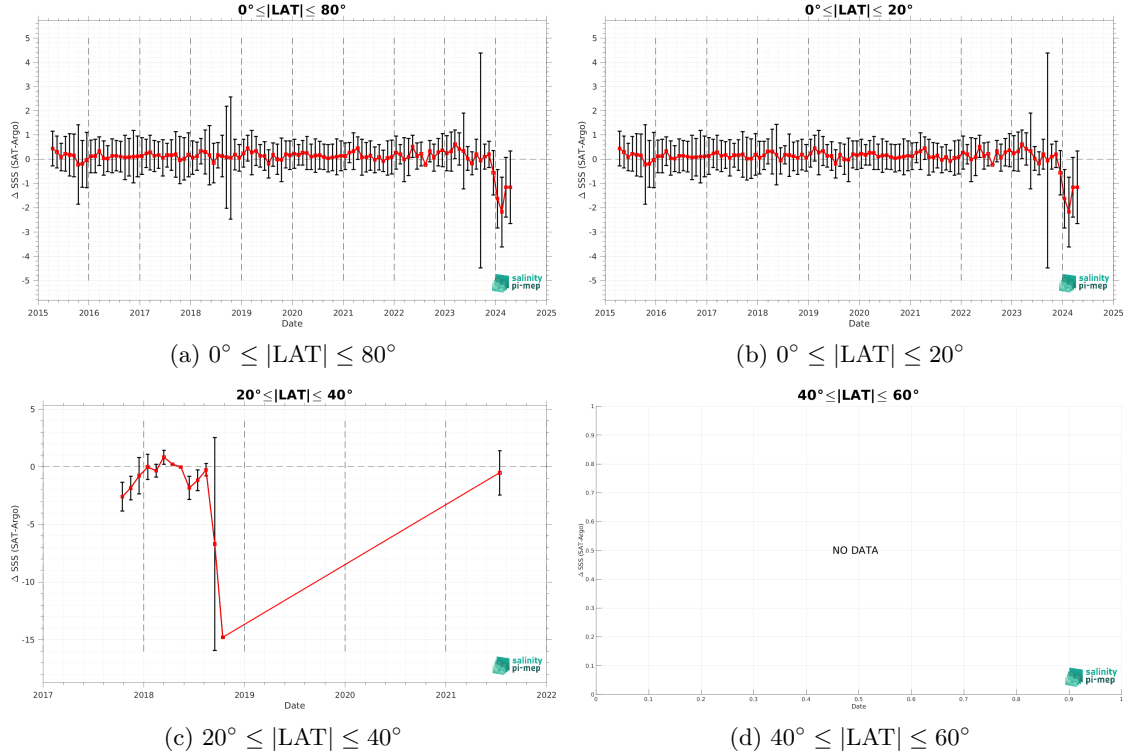 0°≤|LAT|≤ 80°
5
4
3
2
1
0
-1
-2
-3
-4
-5
Δ SSS (SAT-Argo)
salinity
pi-mep
2015 2016 2017 2018 2019 2020 2021 2022 2023 2024 2025
Date
(a) 0° ≤ |LAT| ≤ 80°
0°≤|LAT|≤ 20°
5
4
3
2
1
0
-1
-2
-3
-4
-5
Δ SSS (SAT-Argo)
salinity
pi-mep
2015 2016 2017 2018 2019 2020 2021 2022 2023 2024 2025
Date
(b) 0° ≤ |LAT| ≤ 20°
20°≤|LAT|≤ 40°
5
0
-5
-10
-15
Δ SSS (SAT-Argo)
salinity
pi-mep
2017 2018 2019 2020 2021 2022
Date
(c) 20° ≤ |LAT| ≤ 40°
40°≤|LAT|≤ 60°
1
0.9
0.8
0.7
0.6
0.5
0.4
0.3
0.2
0.1
0
Δ SSS (SAT-Argo)
NO DATA
salinity
pi-mep
0 0.1 0.2 0.3 0.4 0.5 0.6 0.7 0.8 0.9 1
Date
(d) 40° ≤ |LAT| ≤ 60°